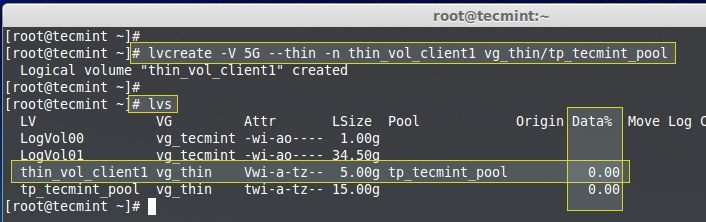 root@tecmint:~
[root@tecmint ~]#
[root@tecmint ~]# lvcreate -V 5G --thin -n thin_vol_client1 vg_thin/tp_tecmint_pool
  Logical volume "thin_vol_client1" created
[root@tecmint ~]#
[root@tecmint ~]# lvs
  LV               VG         Attr       LSize  Pool            Origin Data%  Move Log
  LogVol00         vg_tecmint -wi-ao----  1.00g
  LogVol01         vg_tecmint -wi-ao---- 34.50g
  thin_vol_client1 vg_thin    Vwi-a-tz--  5.00g tp_tecmint_pool          0.00
  tp_tecmint_pool  vg_thin    twi-a-tz-- 15.00g                          0.00
[root@tecmint ~]#